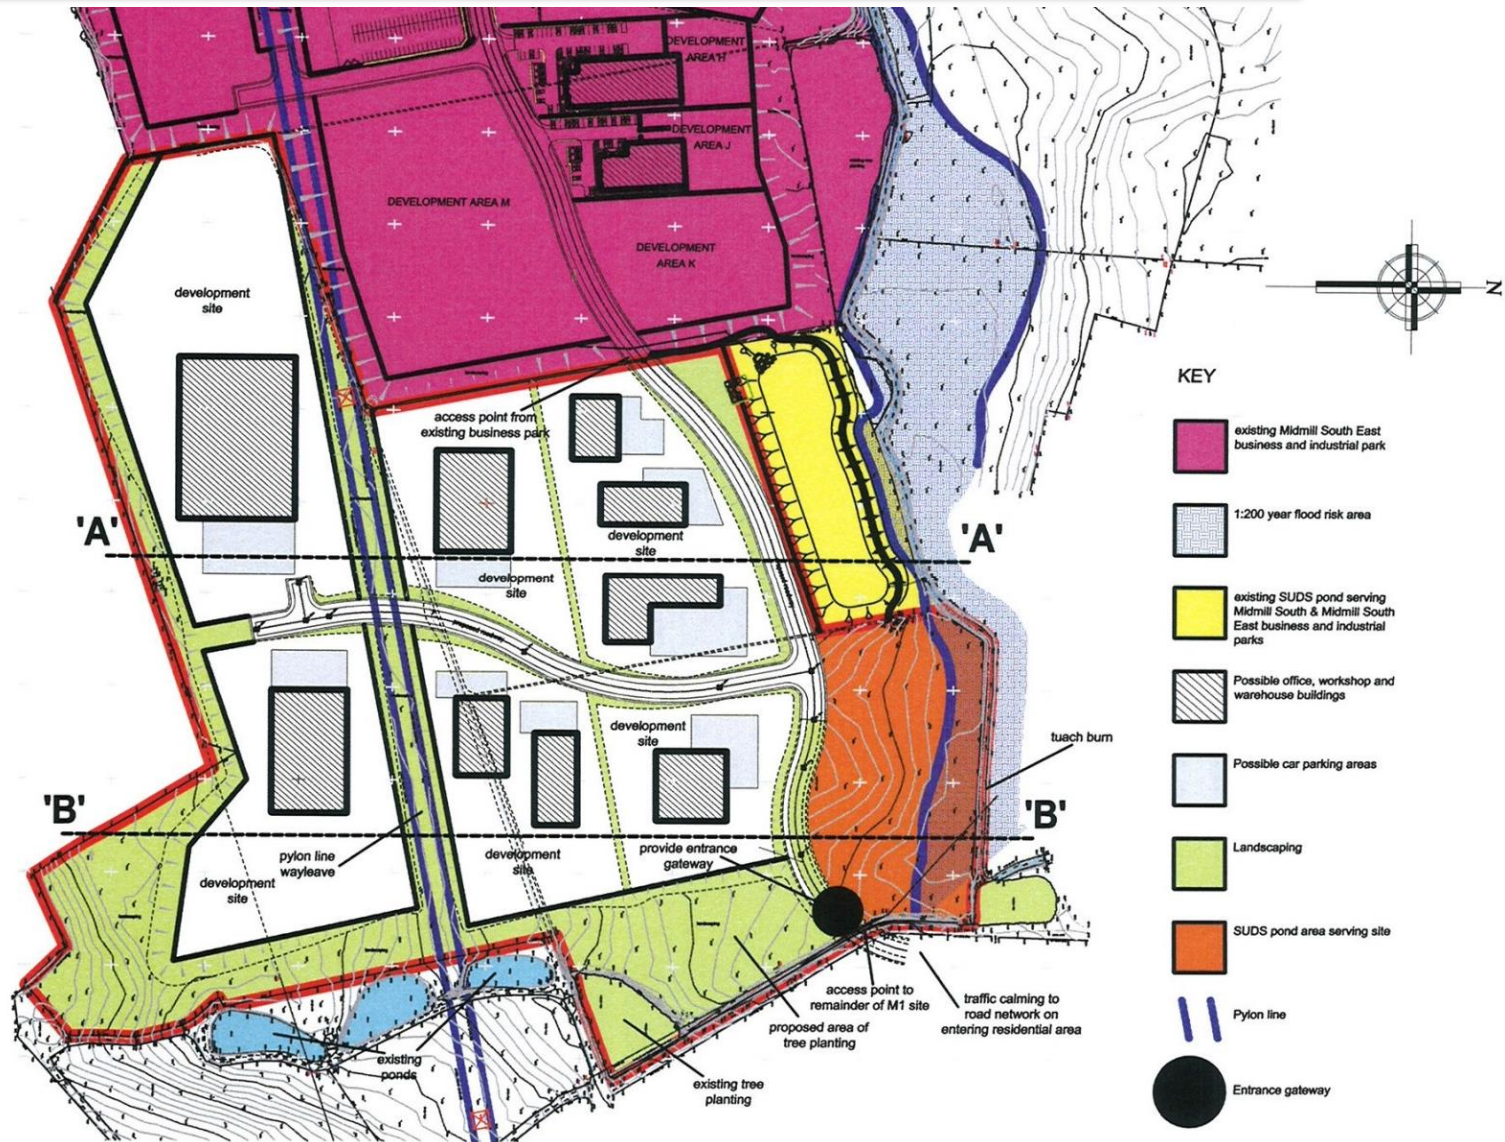 DEVELOPMENT
AREA H
DEVELOPMENT
AREA J
DEVELOPMENT AREA M
DEVELOPMENT
AREA K
development
site
access point from
existing business park
'A'
'A'
development
site
development
site
development
site
'B'
'B'
tuach burn
pylon line
wayleave
development
site
development
site
provide entrance
gateway
access point to
remainder of M1 site
traffic calming to
road network on
entering residential area
proposed area of
tree planting
existing
ponds
existing tree
planting
N
KEY
existing Midmill South East
business and industrial park
1:200 year flood risk area
existing SUDS pond serving
Midmill South & Midmill South
East business and industrial
parks
Possible office, workshop and
warehouse buildings
Possible car parking areas
Landscaping
SUDS pond area serving site
Pylon line
Entrance gateway